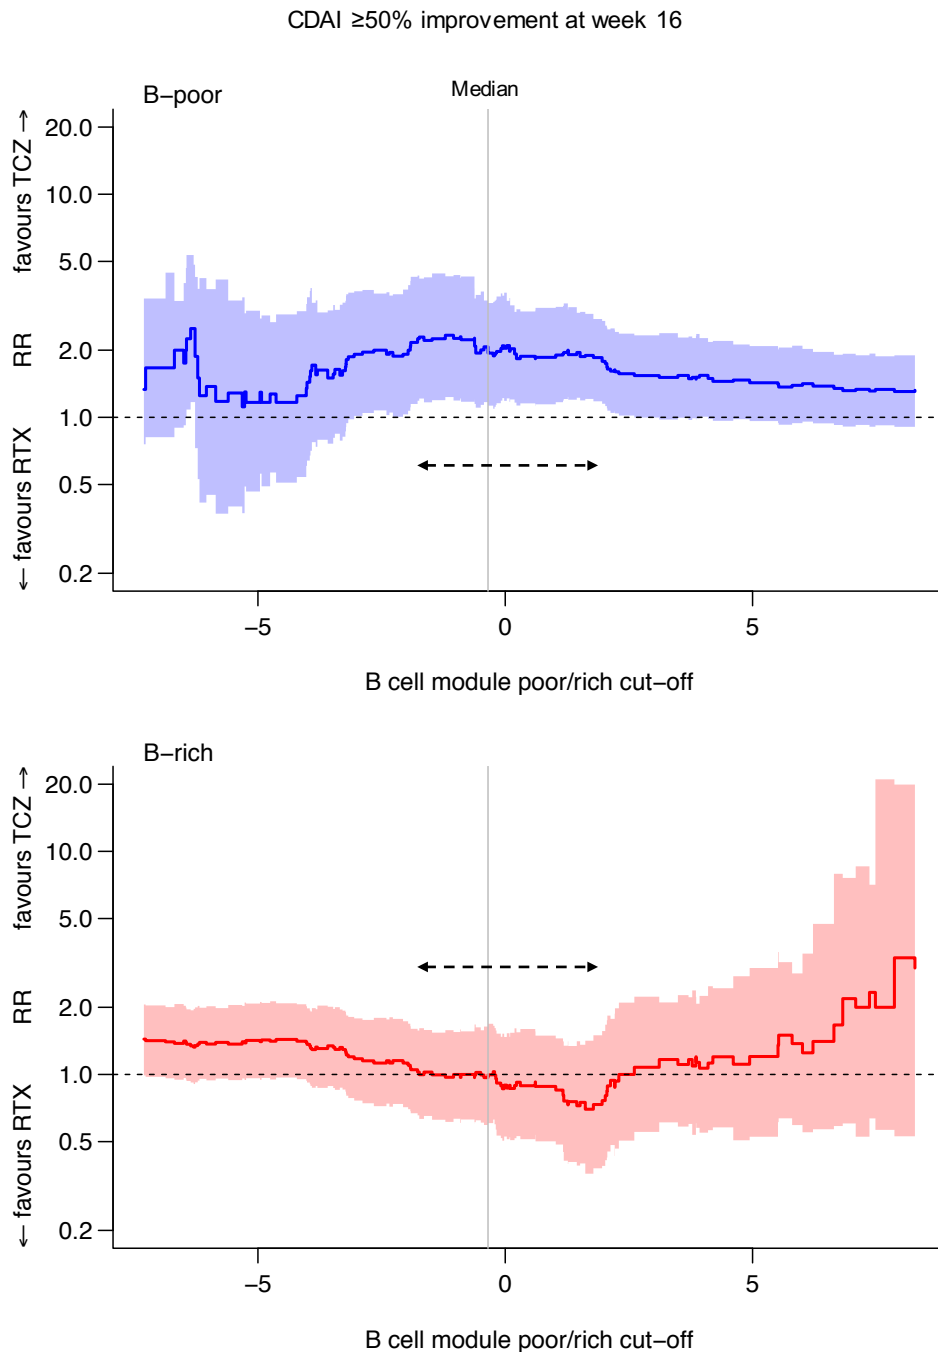 CDAI ≥50% improvement at week 16
B−poor
Median
20.0
10.0
5.0
2.0
1.0
0.5
0.2
← favours RTX RR favours TCZ →
−5 0 5
B cell module poor/rich cut−off
B−rich
20.0
10.0
5.0
2.0
1.0
0.5
0.2
← favours RTX RR favours TCZ →
−5 0 5
B cell module poor/rich cut−off